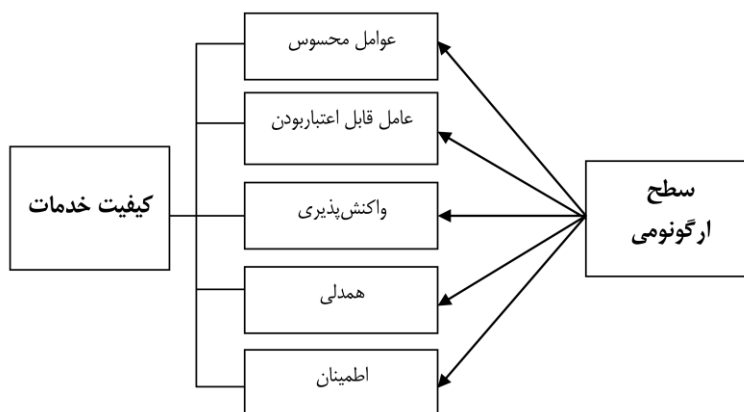 عوامل محسوس
عامل قابل اعتباربودن
سطح
ارگونومی
واکنش‌پذیری
کیفیت خدمات
همدلی
اطمینان